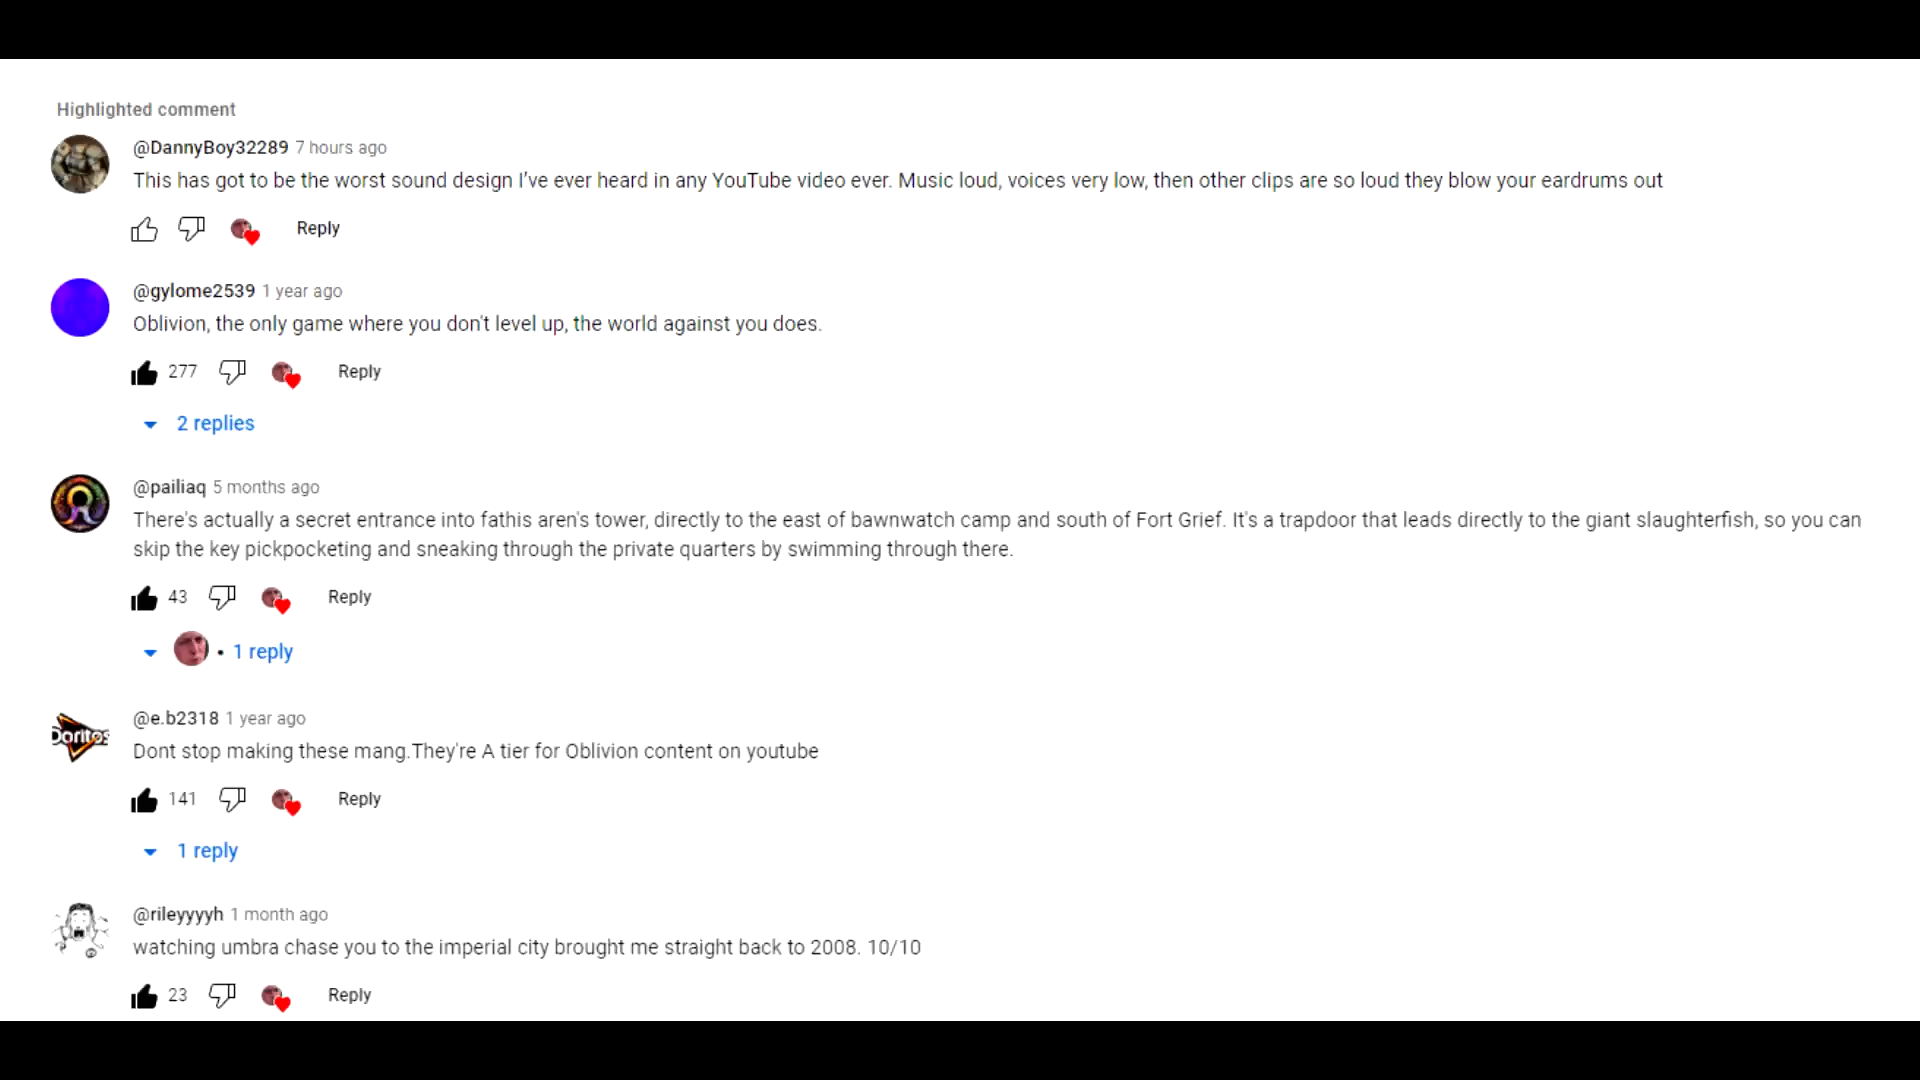 Highlighted comment
@DannyBoy32289 7 hours ago
This has got to be the worst sound design I've ever heard in any YouTube video ever. Music loud, voices very low, then other clips are so loud they blow your eardrums out
Reply
@gylome2539 1 year ago
Oblivion, the only game where you don't level up, the world against you does.
277 Reply
2 replies
@pailiaq 5 months ago
There's actually a secret entrance into fathis aren's tower, directly to the east of bawnwatch camp and south of Fort Grief. It's a trapdoor that leads directly to the giant slaughterfish, so you can
skip the key pickpocketing and sneaking through the private quarters by swimming through there.
43 Reply
• 1 reply
Doritos
@e.b2318 1 year ago
Dont stop making these mang.They're A tier for Oblivion content on youtube
141 Reply
1 reply
@rileyyyyh 1 month ago
watching umbra chase you to the imperial city brought me straight back to 2008. 10/10
23 Reply